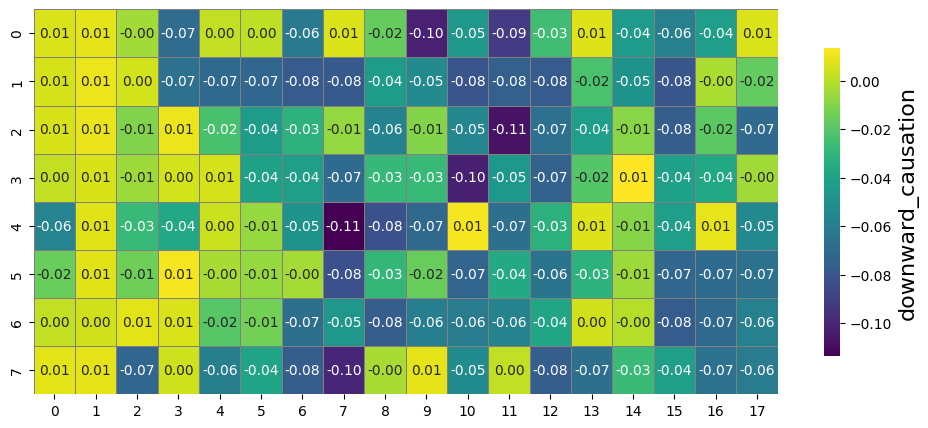 0 0.01 0.01 -0.00 -0.07 0.00 0.00 -0.06 0.01 -0.02 -0.10 -0.05 -0.09 -0.03 0.01 -0.04 -0.06 -0.04 0.01
1 0.01 0.01 0.00 -0.07 -0.07 -0.07 -0.08 -0.08 -0.04 -0.05 -0.08 -0.08 -0.08 -0.02 -0.05 -0.08 -0.00 -0.02
2 0.01 0.01 -0.01 0.01 -0.02 -0.04 -0.03 -0.01 -0.06 -0.01 -0.05 -0.11 -0.07 -0.04 -0.01 -0.08 -0.02 -0.07
3 0.00 0.01 -0.01 0.00 0.01 -0.04 -0.04 -0.07 -0.03 -0.03 -0.10 -0.05 -0.07 -0.02 0.01 -0.04 -0.04 -0.00
4 -0.06 0.01 -0.03 -0.04 0.00 -0.01 -0.05 -0.11 -0.08 -0.07 0.01 -0.07 -0.03 0.01 -0.01 -0.04 0.01 -0.05
5 -0.02 0.01 -0.01 0.01 -0.00 -0.01 -0.00 -0.08 -0.03 -0.02 -0.07 -0.04 -0.06 -0.03 -0.01 -0.07 -0.07 -0.07
6 0.00 0.00 0.01 0.01 -0.02 -0.01 -0.07 -0.05 -0.08 -0.06 -0.06 -0.06 -0.04 0.00 -0.00 -0.08 -0.07 -0.06
7 0.01 0.01 -0.07 0.00 -0.06 -0.04 -0.08 -0.10 -0.00 0.01 -0.05 0.00 -0.08 -0.07 -0.03 -0.04 -0.07 -0.06
0 1 2 3 4 5 6 7 8 9 10 11 12 13 14 15 16 17
0.00
−0.02
−0.04
−0.06
−0.08
−0.10
downward_causation